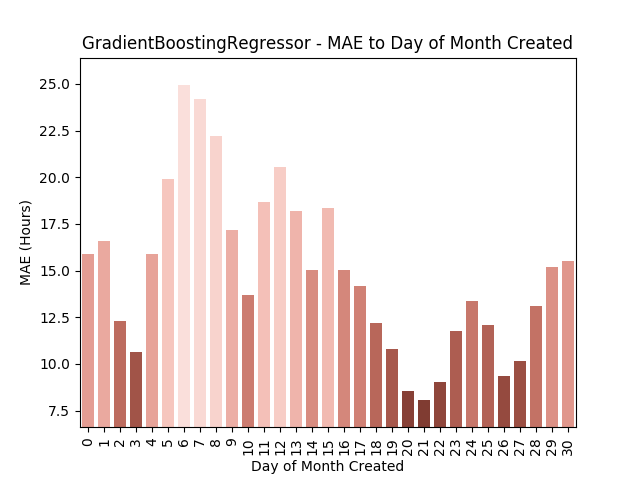 GradientBoostingRegressor - MAE to Day of Month Created
25.0
22.5
20.0
17.5
15.0
12.5
10.0
7.5
MAE (Hours)
0 1 2 3 4 5 6 7 8 9 10 11 12 13 14 15 16 17 18 19 20 21 22 23 24 25 26 27 28 29 30
Day of Month Created